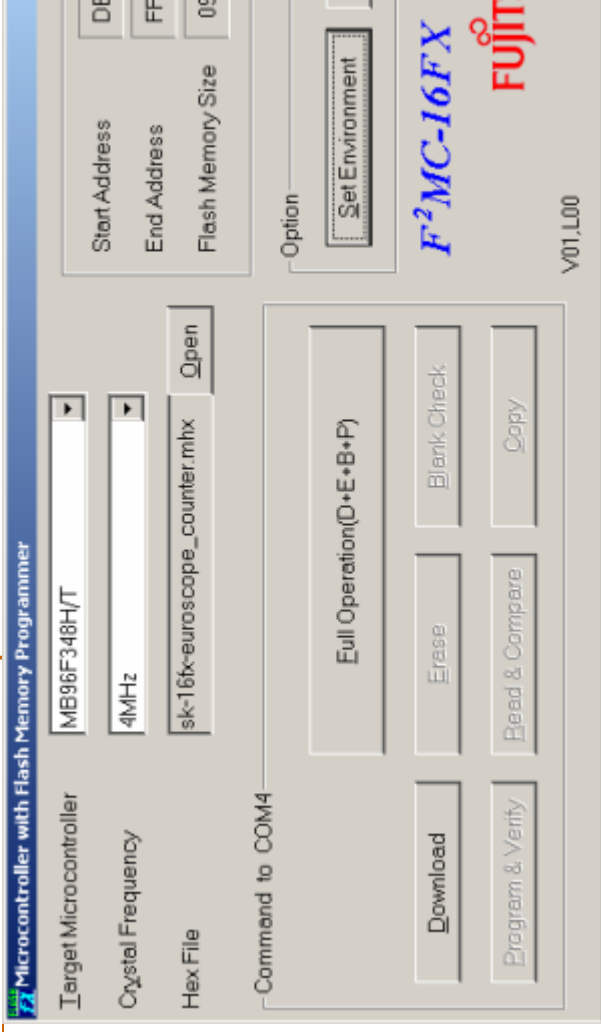 Microcontroller with Flash Memory Programmer
Target Microcontroller
MB96F348H/T
Crystal Frequency
4MHz
Hex File
sk-16fx-euroscope_counter.mhx
Open
Start Address
End Address
Flash Memory Size
Command to COM4
Full Operation(D+E+B+P)
Download
Erase
Blank Check
Program & Verify
Read & Compare
Copy
Option
Set Environment
F²MC-16FX
V01,L00